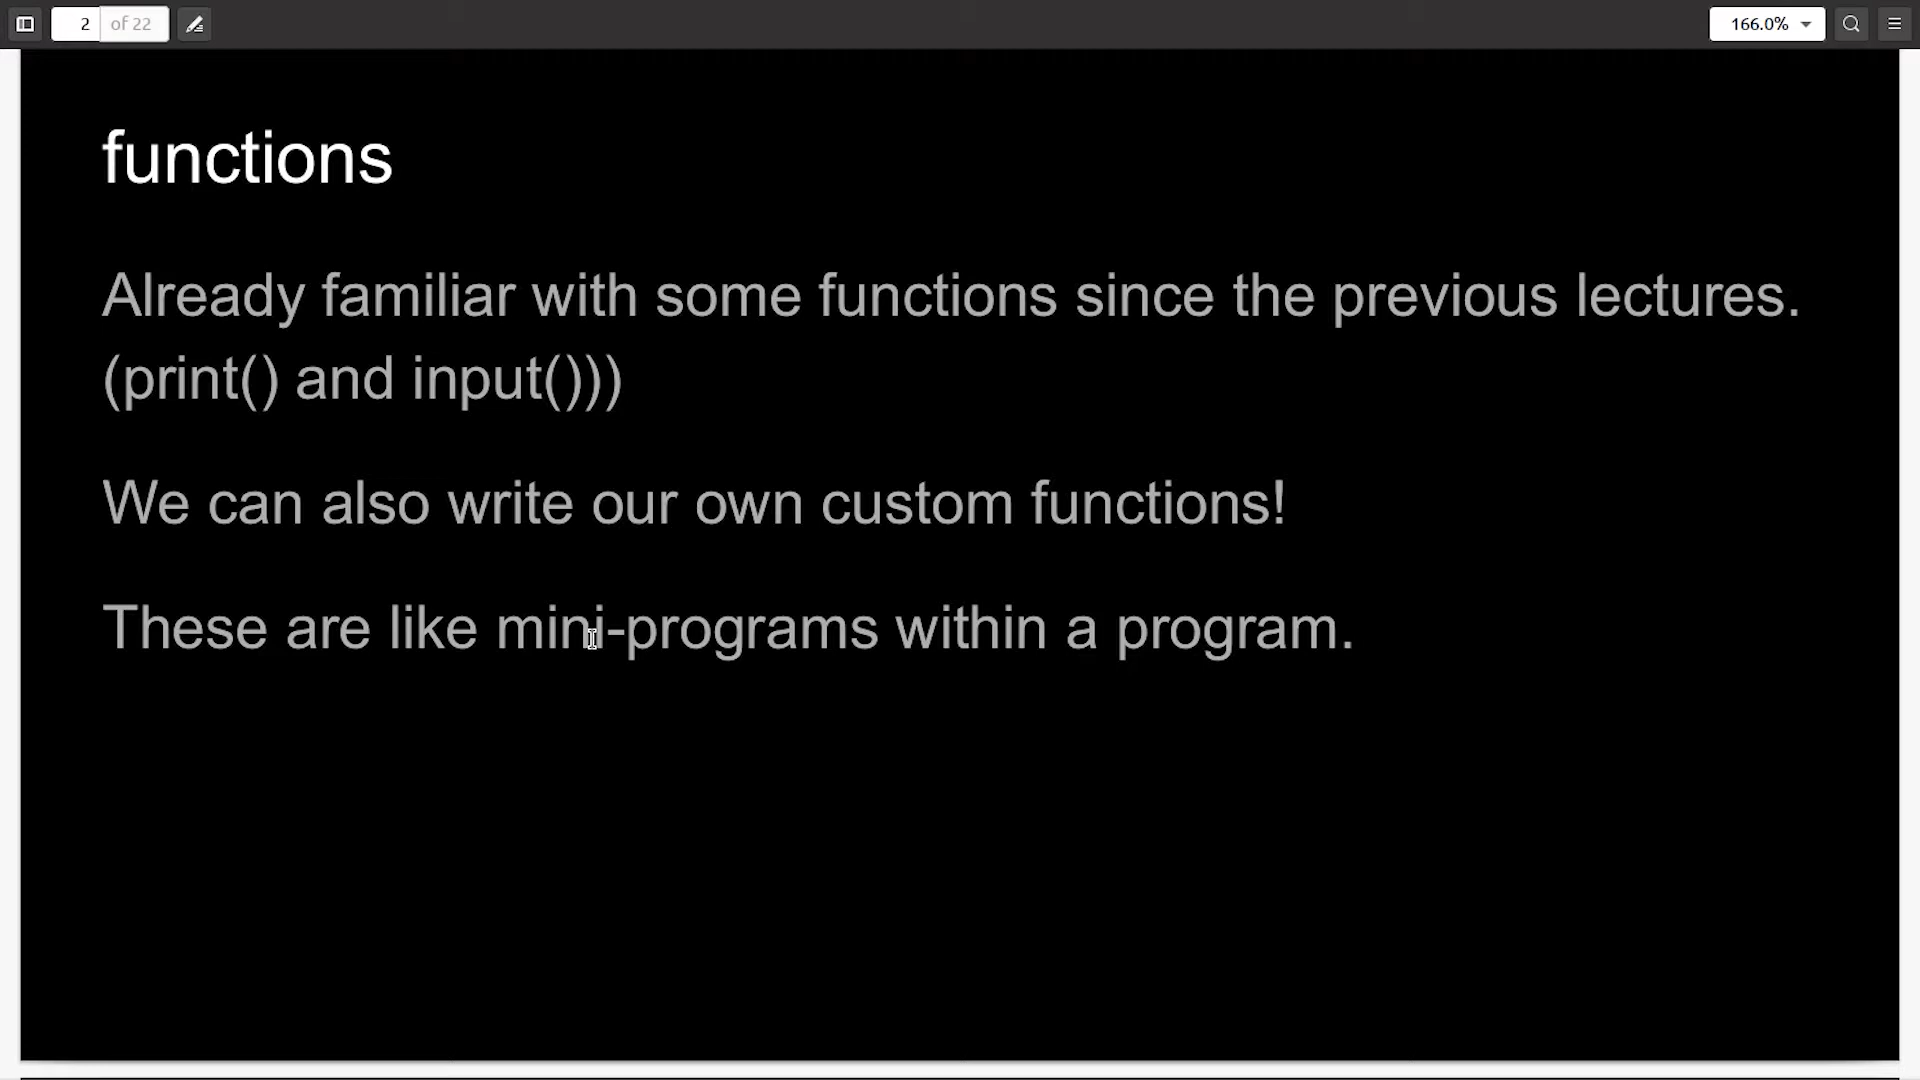 2 of 22 166.0%
functions
Already familiar with some functions since the previous lectures.
(print() and input()))
We can also write our own custom functions!
These are like mini-programs within a program.